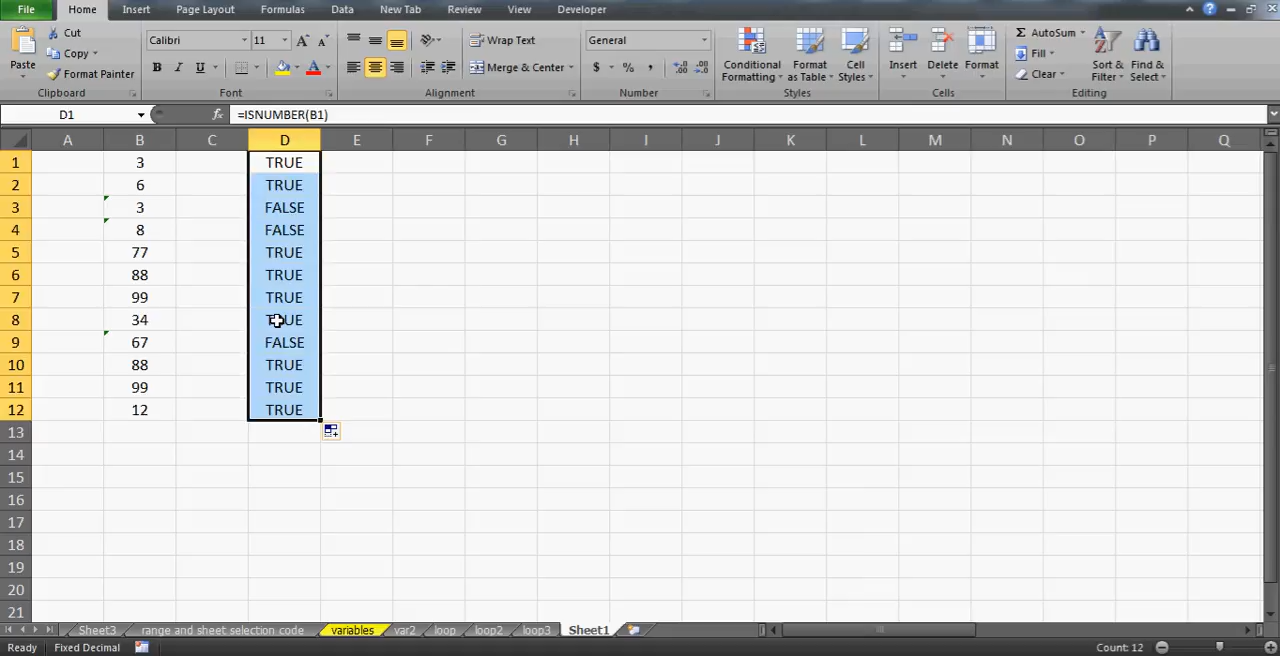 File Home Insert Page Layout Formulas Data New Tab Review View Developer
Cut Calibri 11 A A Wrap Text General AutoSum
Copy Fill
Paste Format Painter B I U A Merge & Center $ % , Conditional Formatting Format as Table Cell Styles Insert Delete Format Clear Sort & Filter Find & Select
Clipboard Font Alignment Number Styles Cells Editing
D1 fx =ISNUMBER(B1)
A B C D E F G H I J K L M N O P Q
1 3 TRUE
2 6 TRUE
3 3 FALSE
4 8 FALSE
5 77 TRUE
6 88 TRUE
7 99 TRUE
8 34 TRUE
9 67 FALSE
10 88 TRUE
11 99 TRUE
12 12 TRUE
13
14
15
16
17
18
19
20
21
Sheet3 range and sheet selection code variables var2 loop loop2 loop3 Sheet1
Ready Fixed Decimal Count: 12